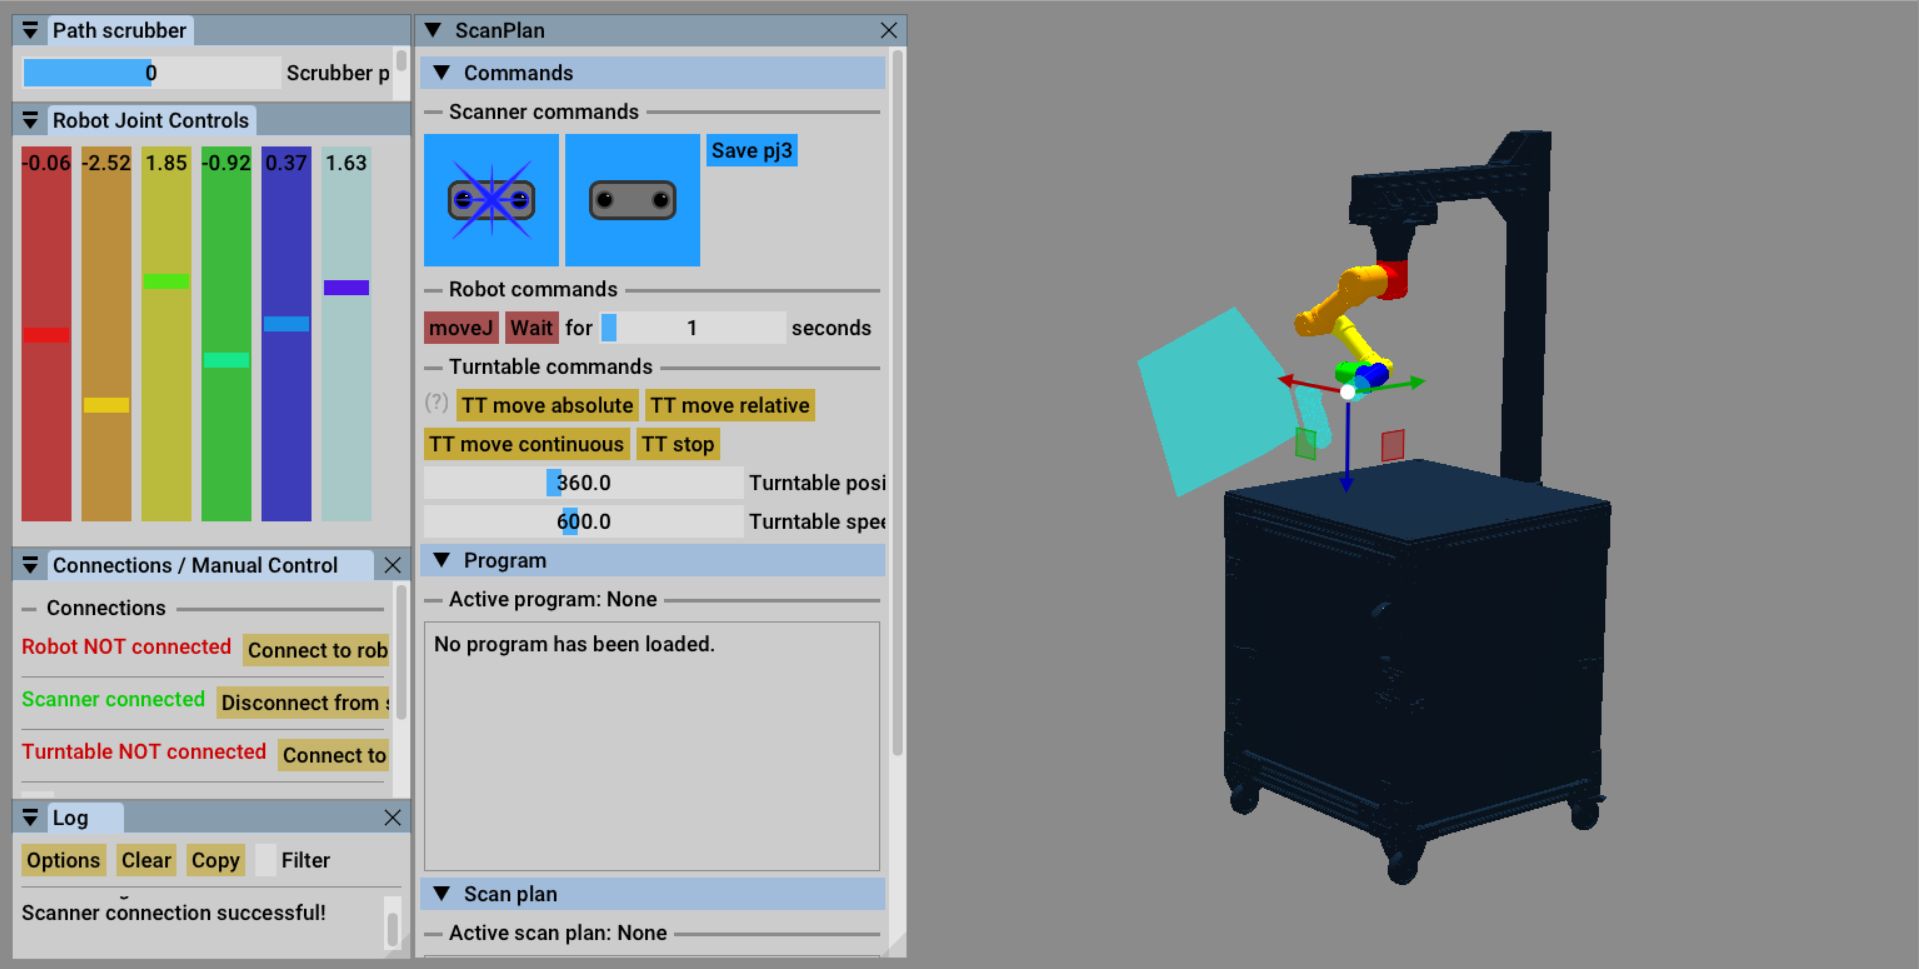 Path scrubber
0 Scrubber p
Robot Joint Controls
-0.06 -2.52 1.85 -0.92 0.37 1.63
Connections / Manual Control
Connections
Robot NOT connected Connect to rob
Scanner connected Disconnect from s
Turntable NOT connected Connect to
Log
Options Clear Copy Filter
Scanner connection successful!
ScanPlan
Commands
Scanner commands
Save pj3
Robot commands
moveJ Wait for 1 seconds
Turntable commands
(?) TT move absolute TT move relative
TT move continuous TT stop
360.0 Turntable posi
600.0 Turntable spe
Program
Active program: None
No program has been loaded.
Scan plan
Active scan plan: None